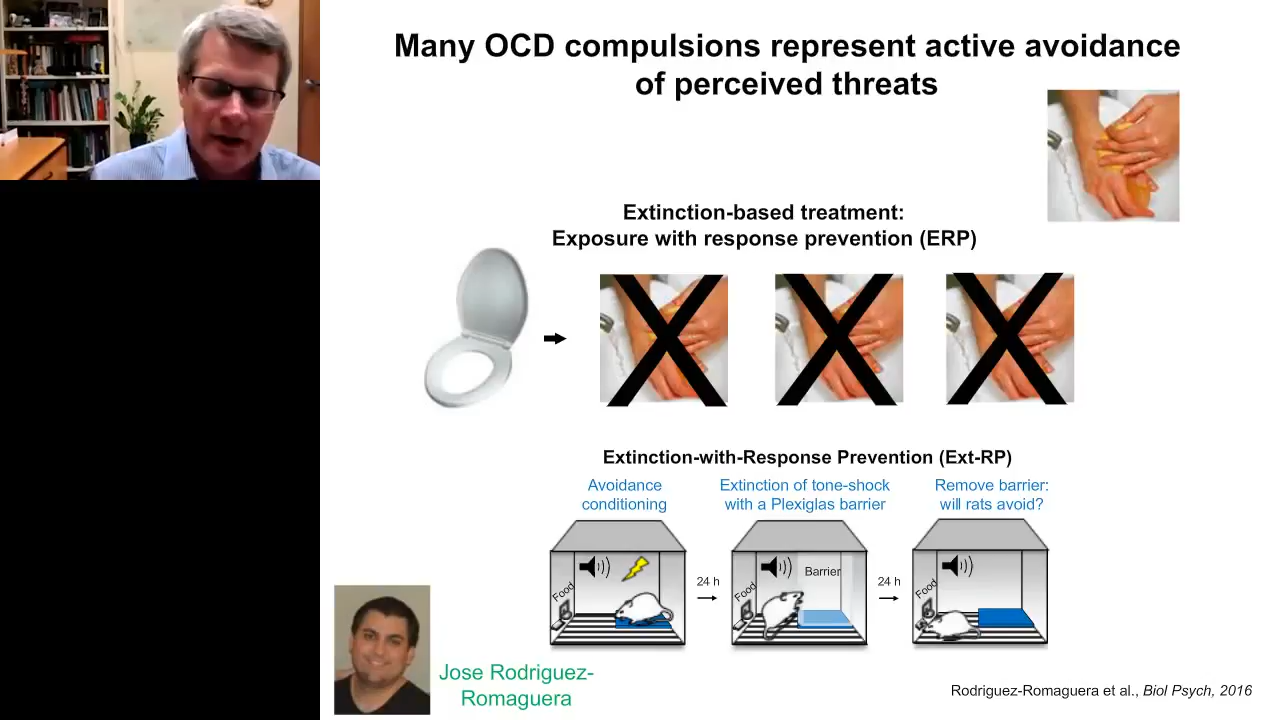 Many OCD compulsions represent active avoidance
of perceived threats
Extinction-based treatment:
Exposure with response prevention (ERP)
Extinction-with-Response Prevention (Ext-RP)
Avoidance
conditioning
Extinction of tone-shock
with a Plexiglas barrier
Remove barrier:
will rats avoid?
Food
24 h
Food
Barrier
24 h
Food
Jose Rodriguez-
Romaguera
Rodriguez-Romaguera et al., Biol Psych, 2016